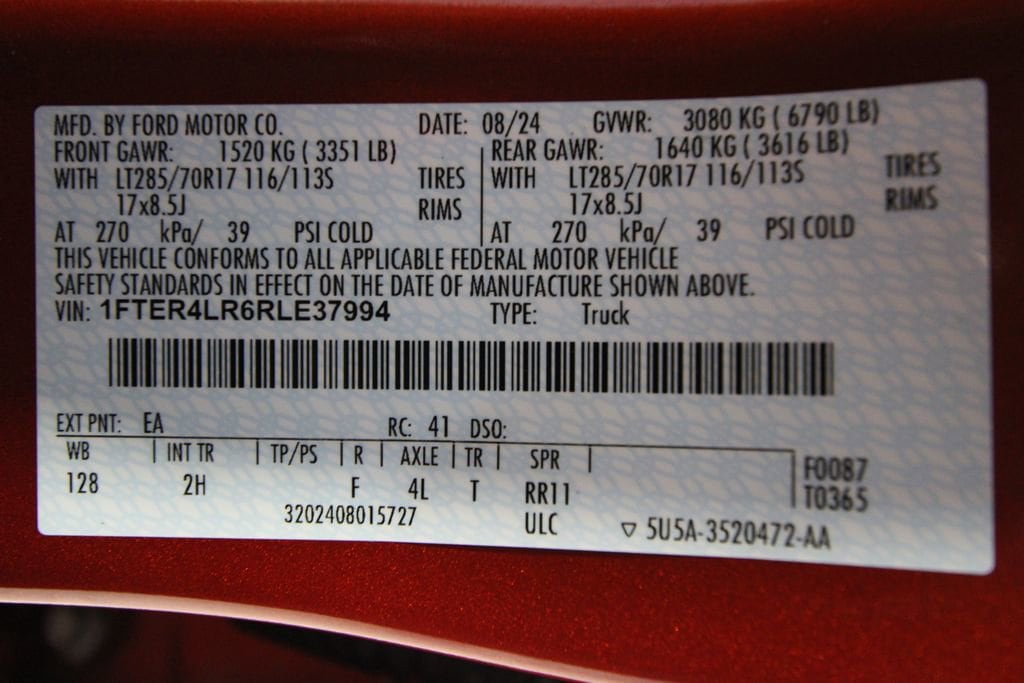 MFD. BY FORD MOTOR CO. DATE: 08/24 GVWR: 3080 KG ( 6790 LB)
FRONT GAWR: 1520 KG ( 3351 LB) REAR GAWR: 1640 KG ( 3616 LB)
WITH LT285/70R17 116/113S TIRES WITH LT285/70R17 116/113S TIRES
17x8.5J RIMS 17x8.5J RIMS
AT 270 kPa/ 39 PSI COLD AT 270 kPa/ 39 PSI COLD
THIS VEHICLE CONFORMS TO ALL APPLICABLE FEDERAL MOTOR VEHICLE
SAFETY STANDARDS IN EFFECT ON THE DATE OF MANUFACTURE SHOWN ABOVE.
VIN: 1FTER4LR6RLE37994 TYPE: Truck
EXT PNT: EA RC: 41 DSO:
WB INT TR TP/PS R AXLE TR SPR F0087
128 2H F 4L T RR11 T0365
3202408015727 ULC ▽ 5U5A-3520472-AA